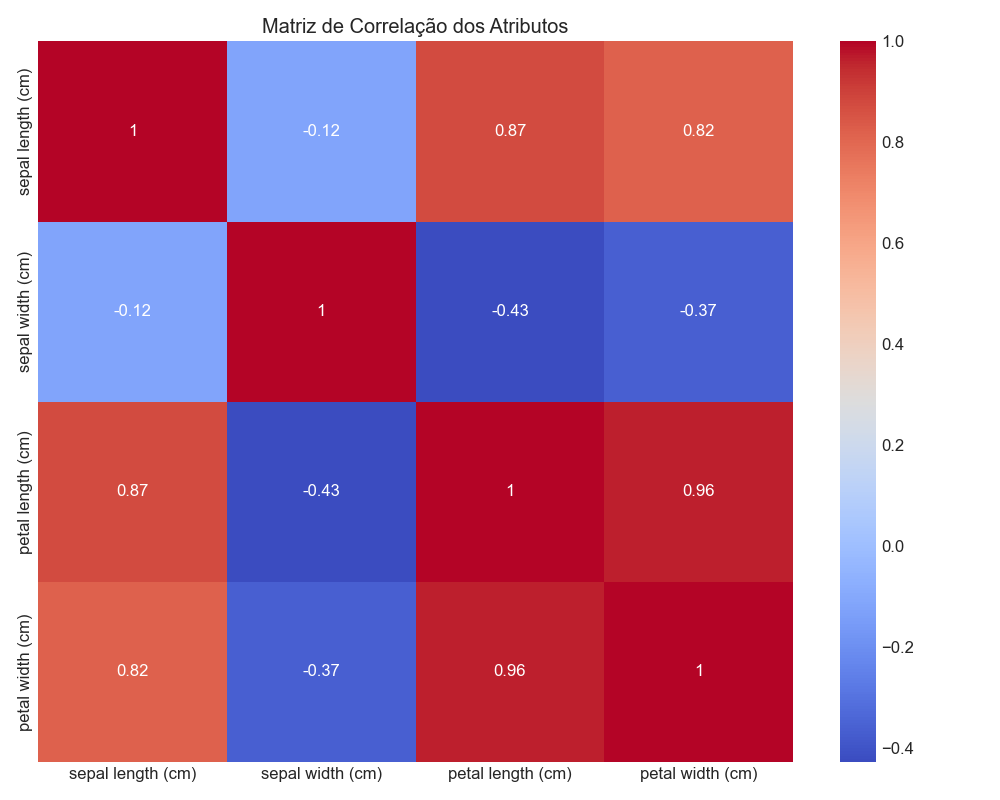 Matriz de Correlação dos Atributos
sepal length (cm)
1
-0.12
0.87
0.82
sepal width (cm)
-0.12
1
-0.43
-0.37
petal length (cm)
0.87
-0.43
1
0.96
petal width (cm)
0.82
-0.37
0.96
1
sepal length (cm)
sepal width (cm)
petal length (cm)
petal width (cm)
1.0
0.8
0.6
0.4
0.2
0.0
−0.2
−0.4